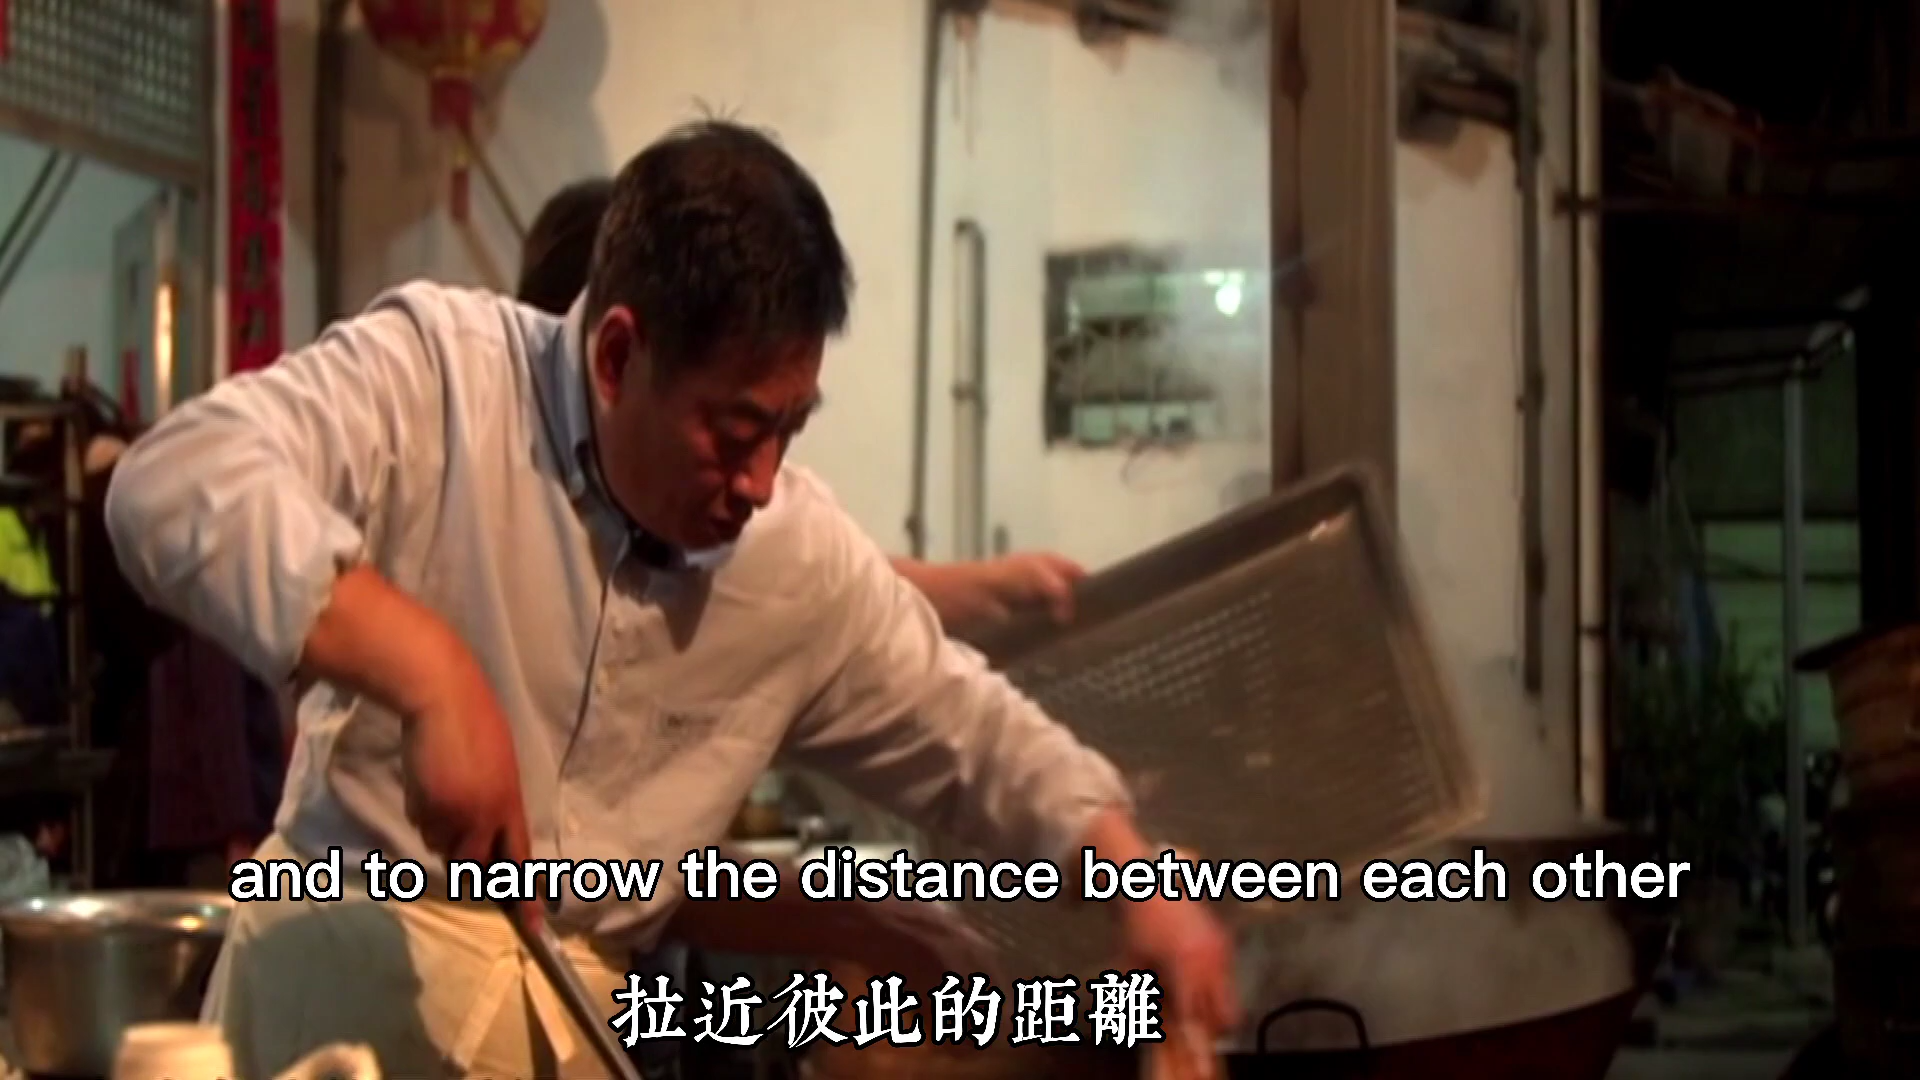 and to narrow the distance between each other
拉近彼此的距離